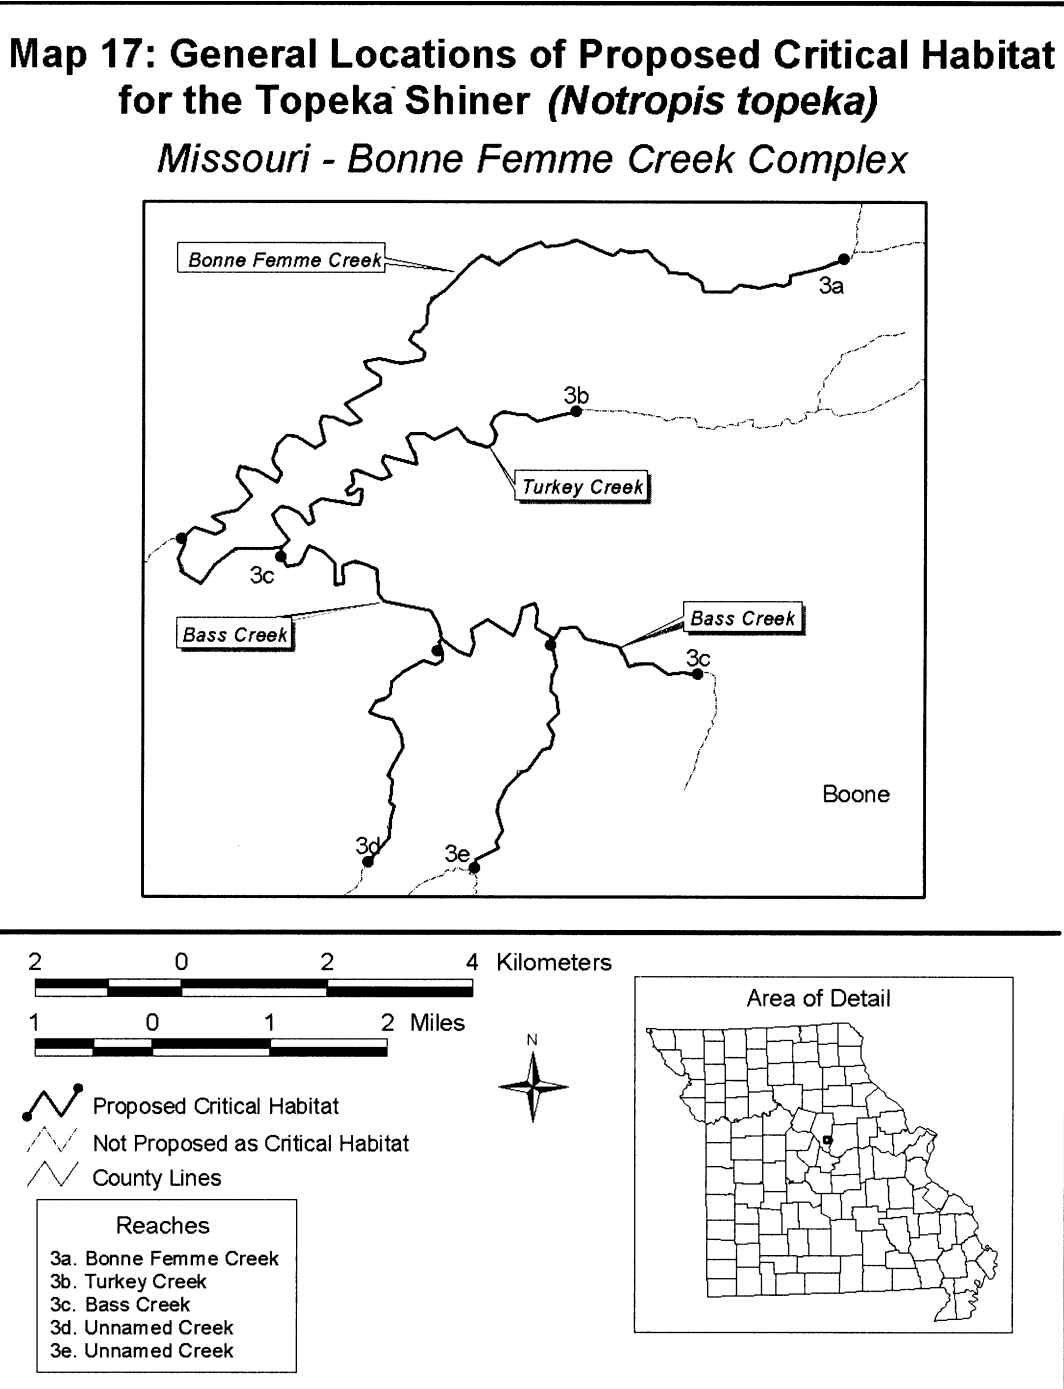 Map 17: General Locations of Proposed Critical Habitat
for the Topeka Shiner (Notropis topeka)
Missouri - Bonne Femme Creek Complex
Bonne Femme Creek
3a
3b
Turkey Creek
3c
Bass Creek
Bass Creek
3c
Boone
3d
3e
2 0 2 4 Kilometers
1 0 1 2 Miles
N
Proposed Critical Habitat
Not Proposed as Critical Habitat
County Lines
Reaches
3a. Bonne Femme Creek
3b. Turkey Creek
3c. Bass Creek
3d. Unnamed Creek
3e. Unnamed Creek
Area of Detail